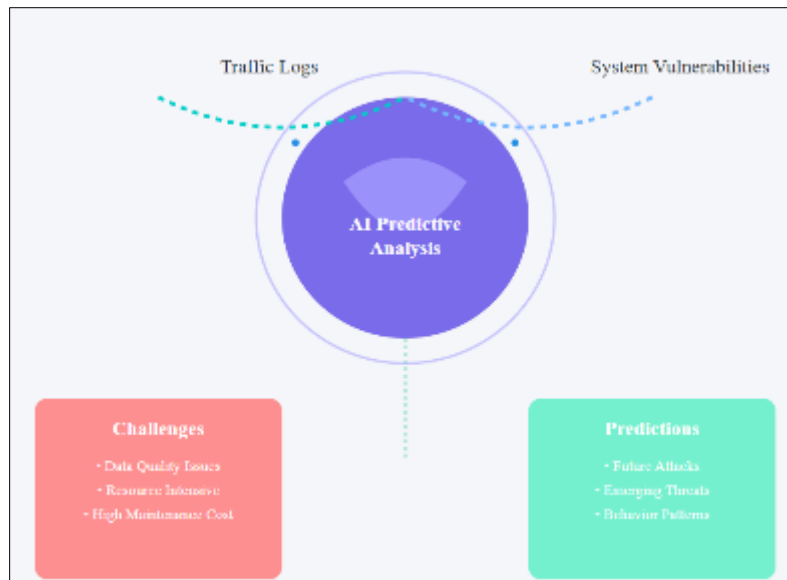 Traffic Logs
System Vulnerabilities
AI Predictive
Analysis
Challenges
• Data Quality Issues
• Resource Intensive
• High Maintenance Cost
Predictions
• Future Attacks
• Emerging Threats
• Behavior Patterns